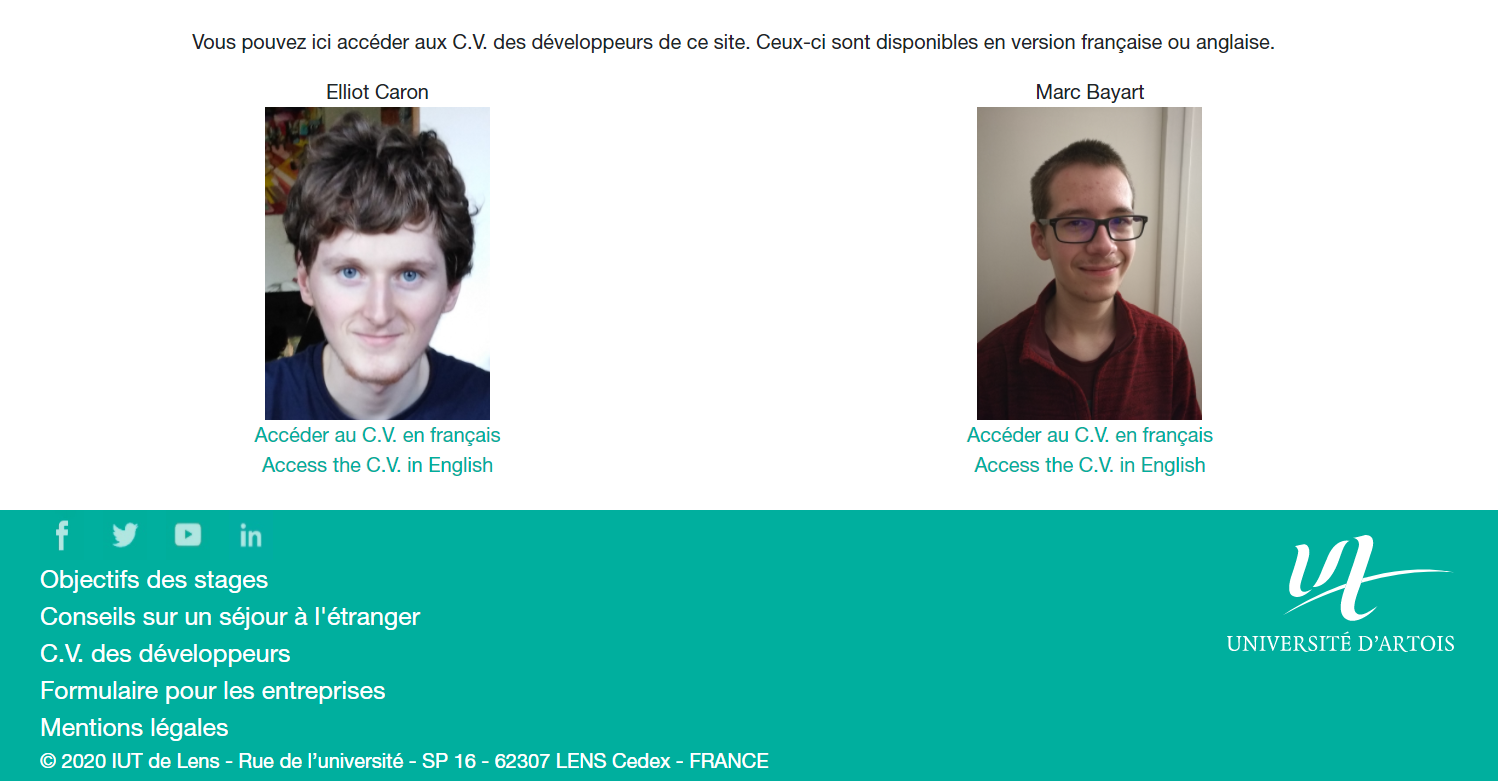 Vous pouvez ici accéder aux C.V. des développeurs de ce site. Ceux-ci sont disponibles en version française ou anglaise.
Elliot Caron
Accéder au C.V. en français
Access the C.V. in English
Marc Bayart
Accéder au C.V. en français
Access the C.V. in English
Objectifs des stages
Conseils sur un séjour à l'étranger
C.V. des développeurs
Formulaire pour les entreprises
Mentions légales
© 2020 IUT de Lens - Rue de l’université - SP 16 - 62307 LENS Cedex - FRANCE
UNIVERSITÉ D'ARTOIS